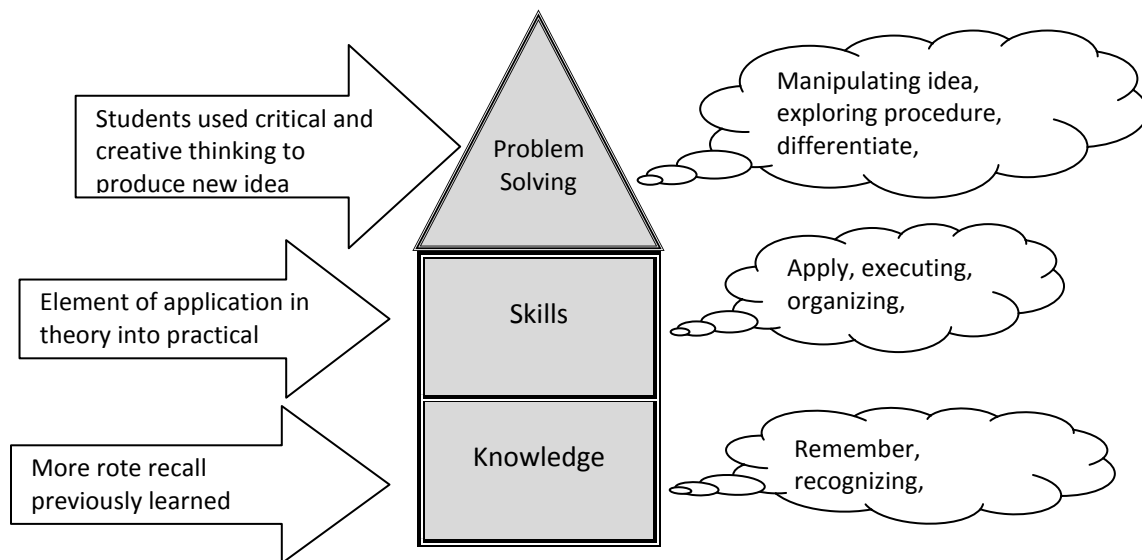 Students used critical and
creative thinking to
produce new idea
Problem
Solving
Manipulating idea,
exploring procedure,
differentiate,
Element of application in
theory into practical
Skills
Apply, executing,
organizing,
More rote recall
previously learned
Knowledge
Remember,
recognizing,